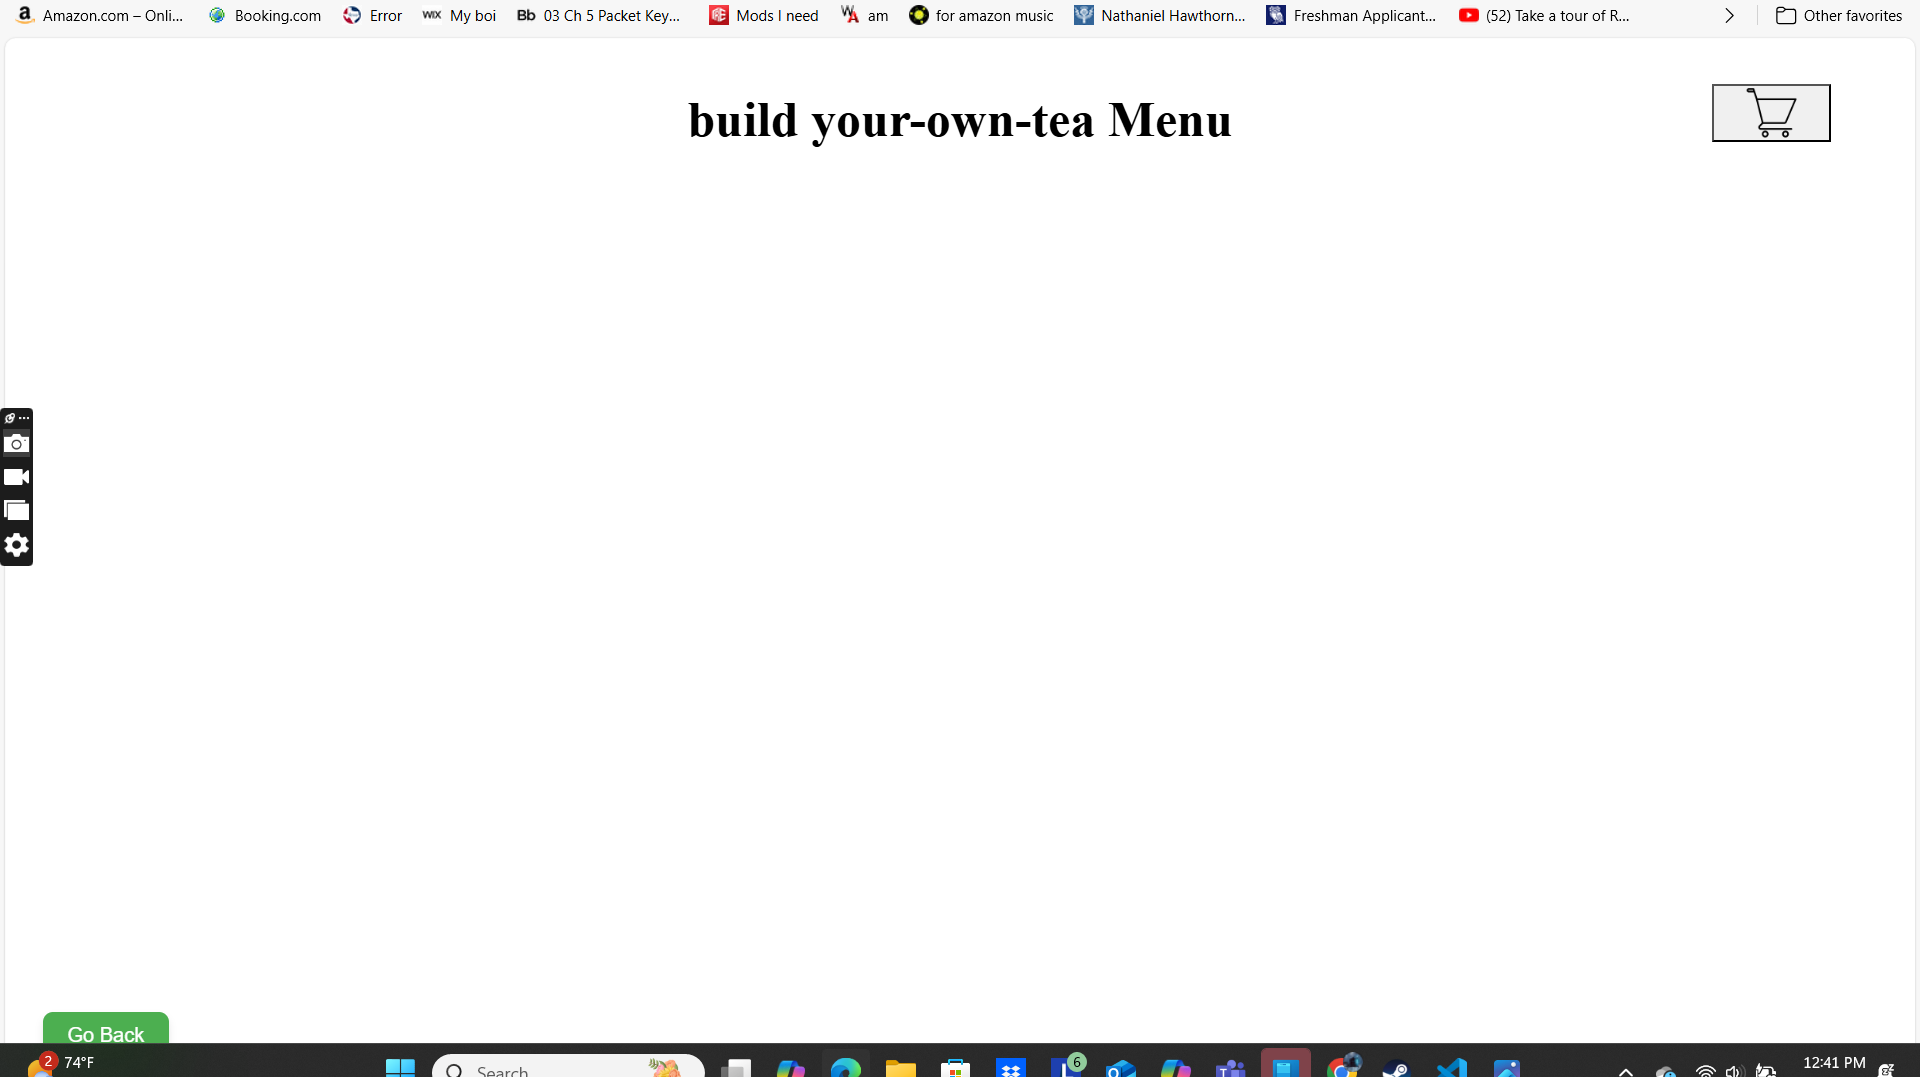 Amazon.com – Onli...
Booking.com
Error
WIX My boi
Bb 03 Ch 5 Packet Key...
Mods I need
am
for amazon music
Nathaniel Hawthorn...
Freshman Applicant...
(52) Take a tour of R...
Other favorites
build your-own-tea Menu
Go Back
2
74°F
Search
6
12:41 PM